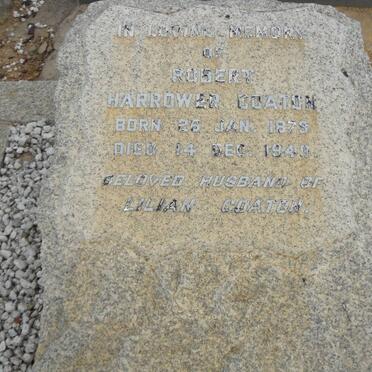 IN LOVING MEMORY
OF
ROBERT
HARROWER COATON
BORN 26 JAN. 1879
DIED 14 DEC. 1940
BELOVED HUSBAND OF
LILIAN COATON.